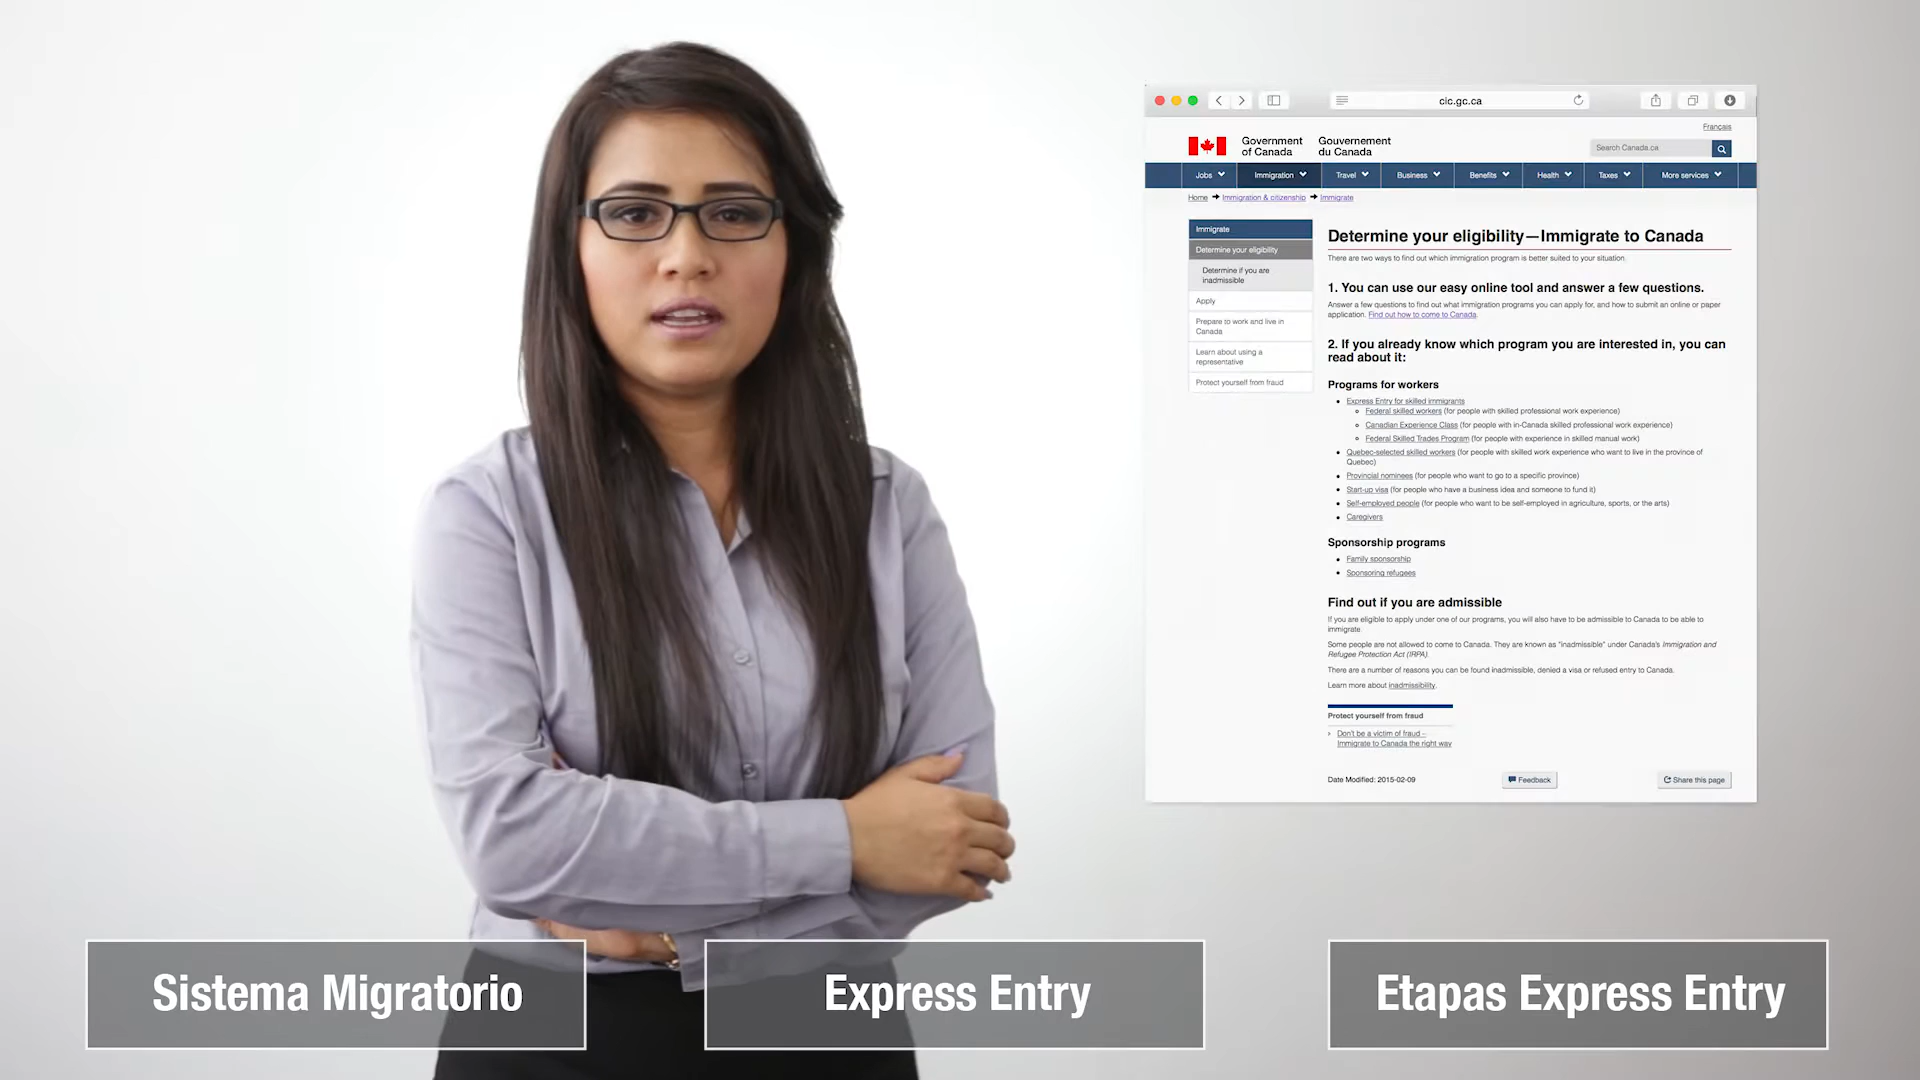 cic.gc.ca
Français
Government Gouvernement
of Canada du Canada
Search Canada.ca
Jobs Immigration Travel Business Benefits Health Taxes More services
Home Immigration & citizenship Immigrate
Immigrate
Determine your eligibility
Determine if you are
inadmissible
Apply
Prepare to work and live in
Canada
Learn about using a
representative
Protect yourself from fraud
Determine your eligibility—Immigrate to Canada
There are two ways to find out which immigration program is better suited to your situation.
1. You can use our easy online tool and answer a few questions.
Answer a few questions to find out what immigration programs you can apply for, and how to submit an online or paper
application. Find out how to come to Canada.
2. If you already know which program you are interested in, you can
read about it:
Programs for workers
Express Entry for skilled immigrants
Federal skilled workers (for people with skilled professional work experience)
Canadian Experience Class (for people with in-Canada skilled professional work experience)
Federal Skilled Trades Program (for people with experience in skilled manual work)
Quebec-selected skilled workers (for people with skilled work experience who want to live in the province of
Quebec)
Provincial nominees (for people who want to go to a specific province)
Start-up visa (for people who have a business idea and someone to fund it)
Self-employed people (for people who want to be self-employed in agriculture, sports, or the arts)
Caregivers
Sponsorship programs
Family sponsorship
Sponsoring refugees
Find out if you are admissible
If you are eligible to apply under one of our programs, you will also have to be admissible to Canada to be able to
immigrate.
Some people are not allowed to come to Canada. They are known as "inadmissible" under Canada's Immigration and
Refugee Protection Act (IRPA).
There are a number of reasons you can be found inadmissible, denied a visa or refused entry to Canada.
Learn more about inadmissibility.
Protect yourself from fraud
Don't be a victim of fraud –
Immigrate to Canada the right way
Date Modified: 2015-02-09
Feedback
Share this page
Sistema Migratorio
Express Entry
Etapas Express Entry